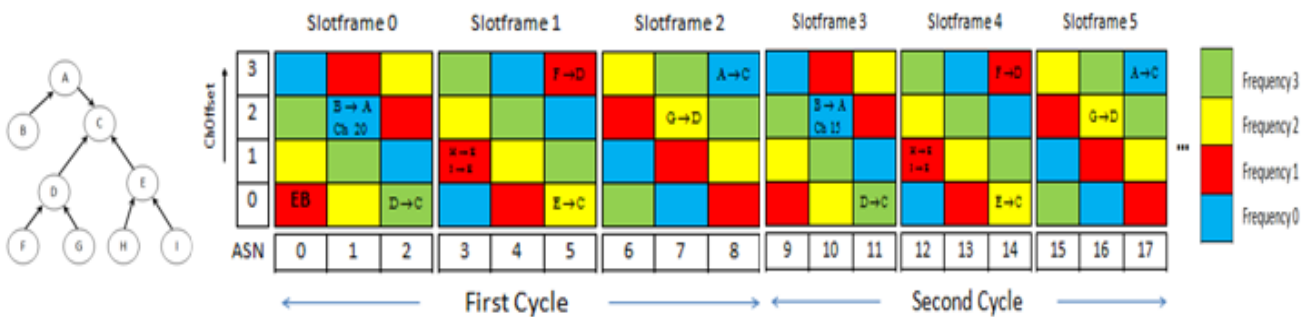 Slotframe 0 Slotframe 1 Slotframe 2 Slotframe 3 Slotframe 4 Slotframe 5
A
B
C
D
E
F G H I
ChOffset
3 F→D A→C F→D A→C
2 B→A G→D B→A G→D
Ch 20 Ch 15
1 H→E H→E
I→E I→E
0 EB D→C E→C D→C E→C
...
ASN 0 1 2 3 4 5 6 7 8 9 10 11 12 13 14 15 16 17
First Cycle Second Cycle
Frequency 3
Frequency 2
Frequency 1
Frequency 0